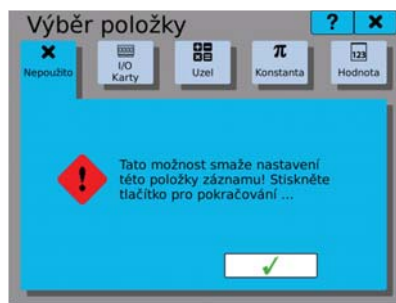 Výběr položky
? ×
Nepoužito
I/O
Karty
Uzel
π
Konstanta
123
Hodnota
Tato možnost smaže nastavení
této položky záznamu! Stiskněte
tlačítko pro pokračování ...